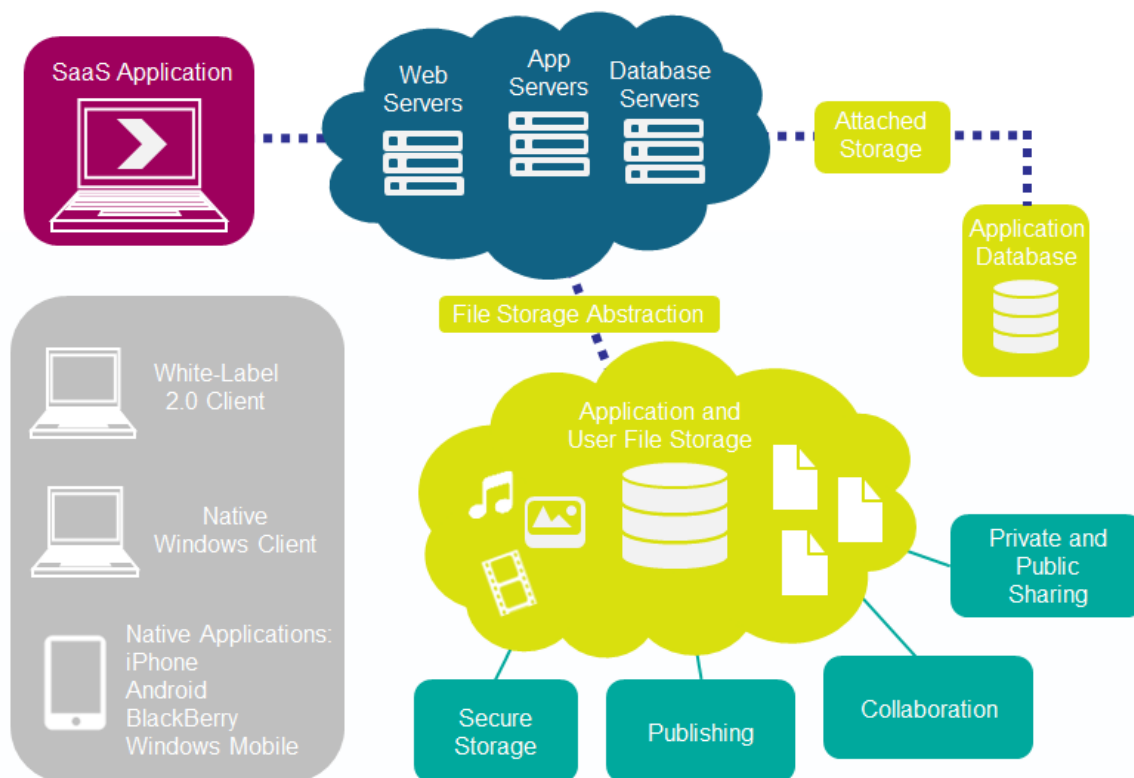 SaaS Application
Web
Servers
App
Servers
Database
Servers
Attached
Storage
Application
Database
File Storage Abstraction
White-Label
2.0 Client
Native
Windows Client
Native Applications:
iPhone
Android
BlackBerry
Windows Mobile
Application and
User File Storage
Private and
Public
Sharing
Collaboration
Publishing
Secure
Storage